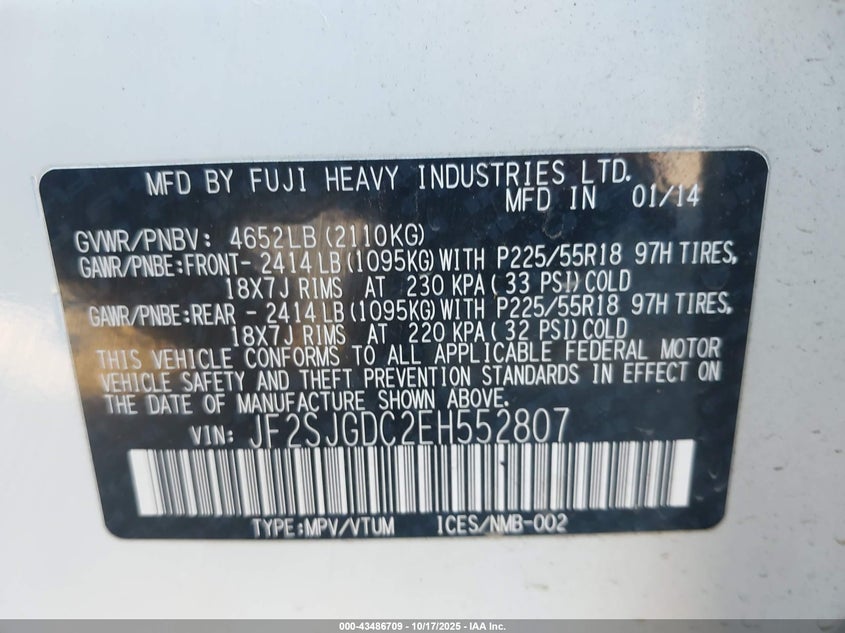 MFD BY FUJI HEAVY INDUSTRIES LTD.
MFD IN 01/14
GVWR/PNBV: 4652LB (2110KG)
GAWR/PNBE:FRONT- 2414LB (1095KG) WITH P225/55R18 97H TIRES,
18X7J RIMS AT 230 KPA ( 33 PSI) COLD
GAWR/PNBE:REAR - 2414LB (1095KG) WITH P225/55R18 97H TIRES,
18X7J RIMS AT 220 KPA ( 32 PSI) COLD
THIS VEHICLE CONFORMS TO ALL APPLICABLE FEDERAL MOTOR
VEHICLE SAFETY AND THEFT PREVENTION STANDARDS IN EFFECT ON
THE DATE OF MANUFACTURE SHOWN ABOVE.
VIN: JF2SJGDC2EH552807
TYPE:MPV/VTUM ICES/NMB-002
000-43486709 - 10/17/2025 - IAA Inc.